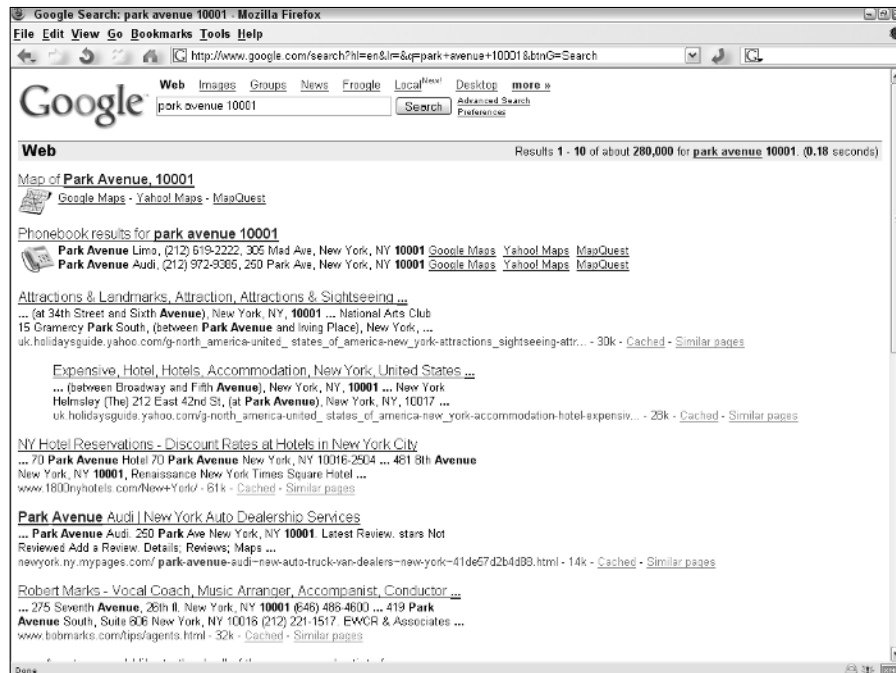 Google Search: park avenue 10001 - Mozilla Firefox
File Edit View Go Bookmarks Tools Help
http://www.google.com/search?hl=en&lr=&q=park+avenue+10001&btnG=Search
Web Images Groups News Froogle Local New! Desktop more »
Google
park avenue 10001
Search
Advanced Search
Preferences
Web
Results 1 - 10 of about 280,000 for park avenue 10001. (0.18 seconds)
Map of Park Avenue, 10001
Google Maps - Yahoo! Maps - MapQuest
Phonebook results for park avenue 10001
Park Avenue Limo, (212) 619-2222, 305 Mad Ave, New York, NY 10001 Google Maps Yahoo! Maps MapQuest
Park Avenue Audi, (212) 972-9385, 250 Park Ave, New York, NY 10001 Google Maps Yahoo! Maps MapQuest
Attractions & Landmarks, Attraction, Attractions & Sightseeing ...
... (at 34th Street and Sixth Avenue), New York, NY, 10001 ... National Arts Club
15 Gramercy Park South, (between Park Avenue and Irving Place), New York, ...
uk.holidaysguide.yahoo.com/g-north_america-united_ states_of_america-new_york-attractions_sightseeing-attr... - 30k - Cached - Similar pages
Expensive, Hotel, Hotels, Accommodation, New York, United States ...
... (between Broadway and Fifth Avenue), New York, NY, 10001 ... New York
Helmsley (The) 212 East 42nd St, (at Park Avenue), New York, NY, 10017 ...
uk.holidaysguide.yahoo.com/g-north_america-united_ states_of_america-new_york-accommodation-hotel-expensiv... - 28k - Cached - Similar pages
NY Hotel Reservations - Discount Rates at Hotels in New York City
... 70 Park Avenue Hotel 70 Park Avenue New York, NY 10016-2504 ... 481 8th Avenue
New York, NY 10001, Renaissance New York Times Square Hotel ...
www.1800nyhotels.com/New+York/ - 61k - Cached - Similar pages
Park Avenue Audi | New York Auto Dealership Services
... Park Avenue Audi. 250 Park Ave New York, NY 10001. Latest Review. stars Not
Reviewed Add a Review. Details; Reviews; Maps ...
newyork.ny.mypages.com/ park-avenue-audi~new-auto-truck-van-dealers~new-york~41de57d2b4d88.html - 14k - Cached - Similar pages
Robert Marks - Vocal Coach, Music Arranger, Accompanist, Conductor ...
... 275 Seventh Avenue, 26th fl. New York, NY 10001 (646) 486-4600 ... 419 Park
Avenue South, Suite 606 New York, NY 10016 (212) 221-1517. EWCR & Associates ...
www.bobmarks.com/tips/agents.html - 32k - Cached - Similar pages
Done